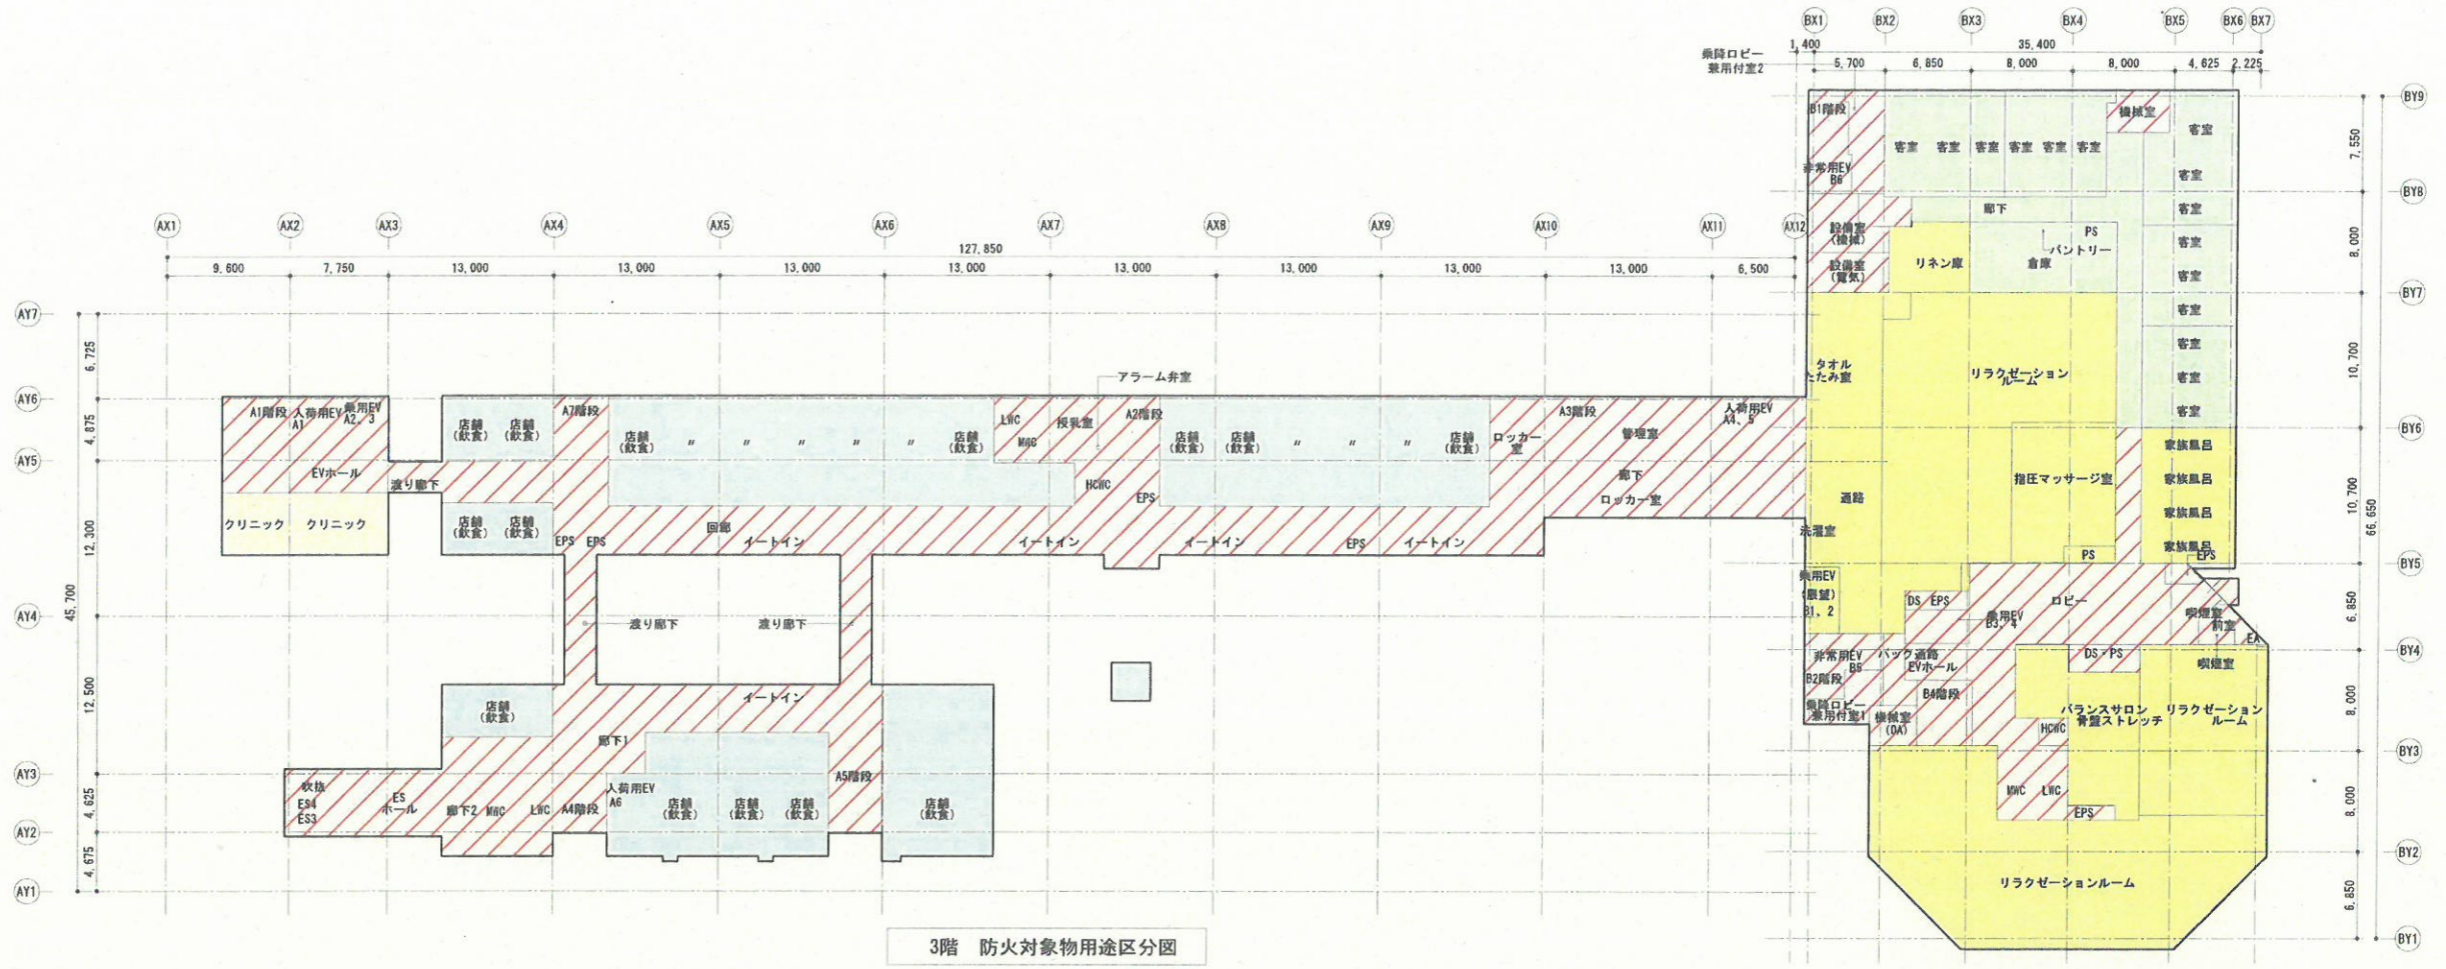 BX1 BX2 BX3 BX4 BX5 BX6 BX7
1,400 35,400
乗降ロビー
兼用付室2
5,700 6,850 8,000 8,000 4,625 2,225
BY9
B1階段
機械室
客室
客室 客室 客室 客室 客室 客室
7,550
非常用EV
B6
客室
BY8
AX1 AX2 AX3 AX4 AX5 AX6 AX7 AX8 AX9 AX10 AX11 AX12
廊下
客室
設備室
(機械)
PS
客室
パントリー
8,000
127,850
9,600 7,750 13,000 13,000 13,000 13,000 13,000 13,000 13,000 13,000 6,500
設備室
(電気)
リネン庫
倉庫
客室
BY7
AY7
客室
6,725
客室
10,700
タオル
たたみ室
リラクゼーション
ルーム
客室
アラーム弁室
AY6
客室
BY6
A1階段 人荷用EV
A1
乗用EV
A2、3
店舗
(飲食)
店舗
(飲食)
A7階段
店舗
(飲食)
〃 〃 〃 〃 〃
店舗
(飲食)
LWC
MWC
授乳室
A2階段
店舗
(飲食)
店舗
(飲食)
〃 〃 〃
店舗
(飲食)
ロッカー
室
A3階段
管理室
人荷用EV
A4、5
4,875
家族風呂
AY5
EVホール
渡り廊下
HCWC
EPS
廊下
ロッカー室
通路
指圧マッサージ室
家族風呂
10,700
66,650
クリニック クリニック
店舗
(飲食)
店舗
(飲食)
EPS EPS
回廊
イートイン
イートイン
イートイン
EPS
イートイン
洗濯室
家族風呂
12,300
家族風呂
EPS
PS
BY5
乗用EV
(展望)
B1、2
DS EPS
ロビー
乗用EV
B3、4
喫煙室
前室
EA
6,850
45,700
AY4
渡り廊下
渡り廊下
BY4
非常用EV
B5
バック通路
EVホール
DS・PS
喫煙室
B2階段
B4階段
12,500
イートイン
店舗
(飲食)
乗降ロビー
兼用付室1
機械室
(OA)
バランスサロン
骨盤ストレッチ
リラクゼーション
ルーム
8,000
廊下1
HCWC
BY3
AY3
吹抜
ES4
ES3
ES
ホール
廊下2 MWC LWC A4階段
人荷用EV
A6
店舗
(飲食)
店舗
(飲食)
店舗
(飲食)
A5階段
店舗
(飲食)
4,625
MWC LWC
EPS
8,000
AY2
BY2
4,675
リラクゼーションルーム
6,850
AY1
BY1
3階 防火対象物用途区分図